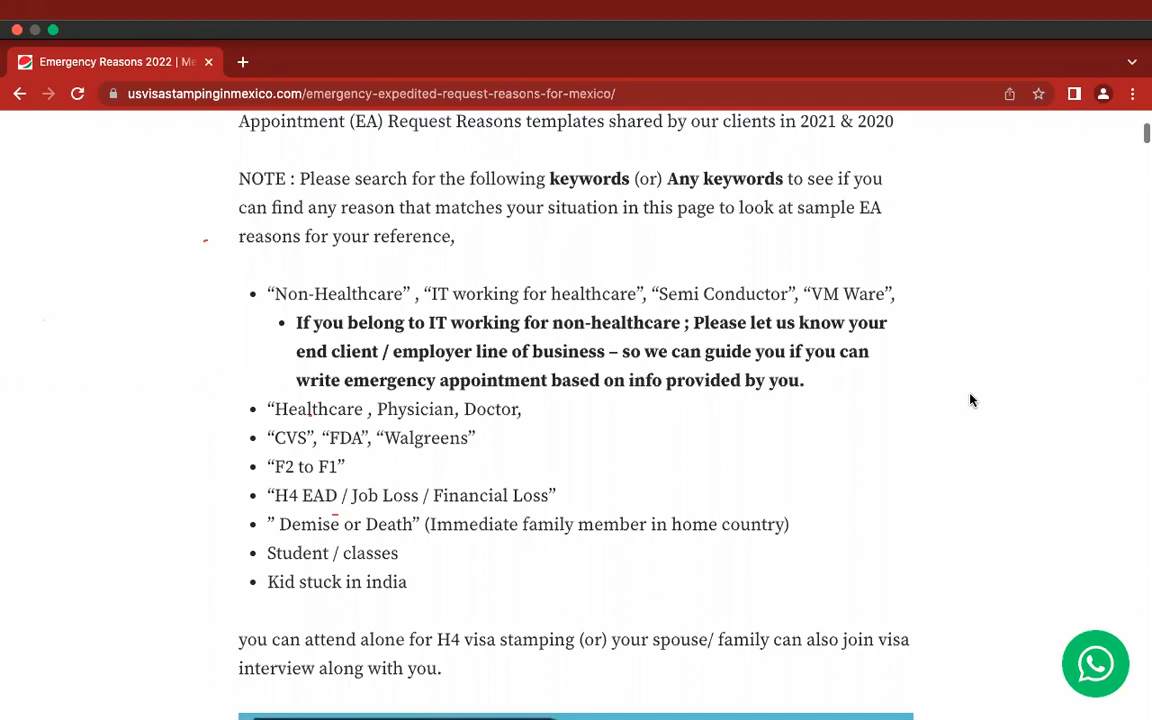 Emergency Reasons 2022 | Me
usvisastampinginmexico.com/emergency-expedited-request-reasons-for-mexico/
Appointment (EA) Request Reasons templates shared by our clients in 2021 & 2020
NOTE : Please search for the following keywords (or) Any keywords to see if you
can find any reason that matches your situation in this page to look at sample EA
reasons for your reference,
• “Non-Healthcare” , “IT working for healthcare”, “Semi Conductor”, “VM Ware”,
• If you belong to IT working for non-healthcare ; Please let us know your
end client / employer line of business – so we can guide you if you can
write emergency appointment based on info provided by you.
• “Healthcare , Physician, Doctor,
• “CVS”, “FDA”, “Walgreens”
• “F2 to F1”
• “H4 EAD / Job Loss / Financial Loss”
• ” Demise or Death” (Immediate family member in home country)
• Student / classes
• Kid stuck in india
you can attend alone for H4 visa stamping (or) your spouse/ family can also join visa
interview along with you.